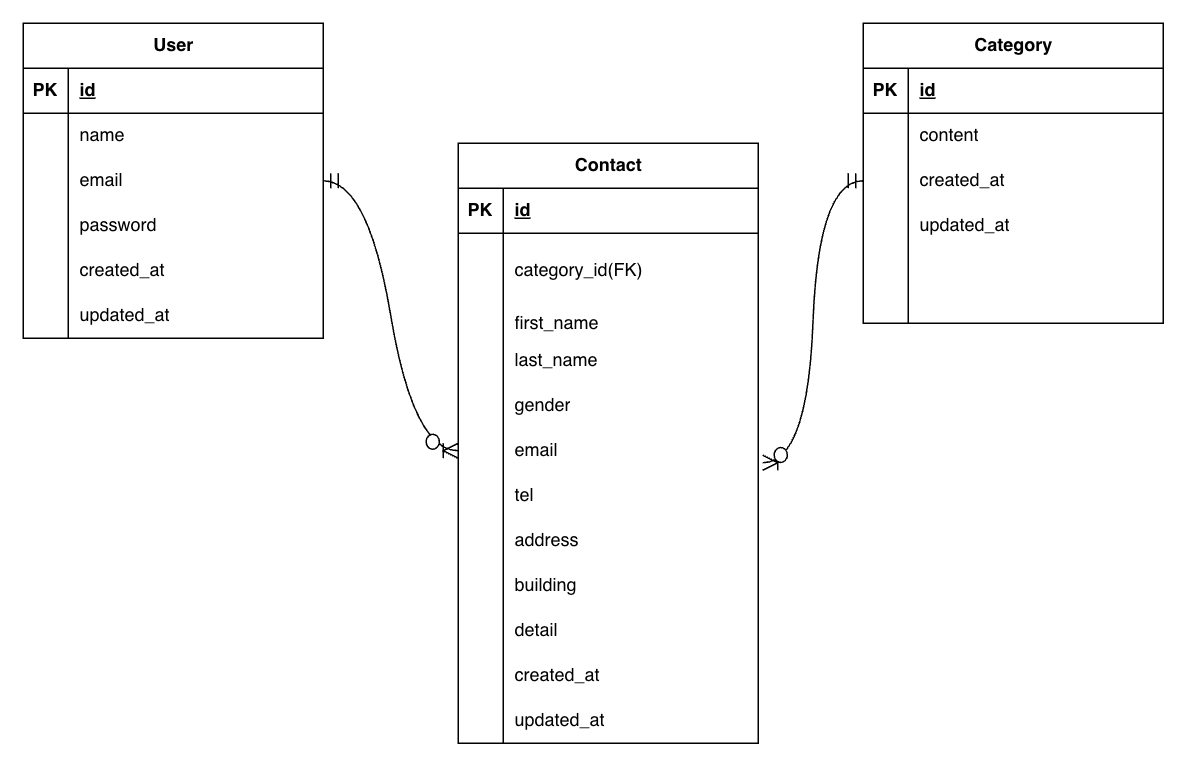 User
PK id
name
email
password
created_at
updated_at
Contact
PK id
category_id(FK)
first_name
last_name
gender
email
tel
address
building
detail
created_at
updated_at
Category
PK id
content
created_at
updated_at